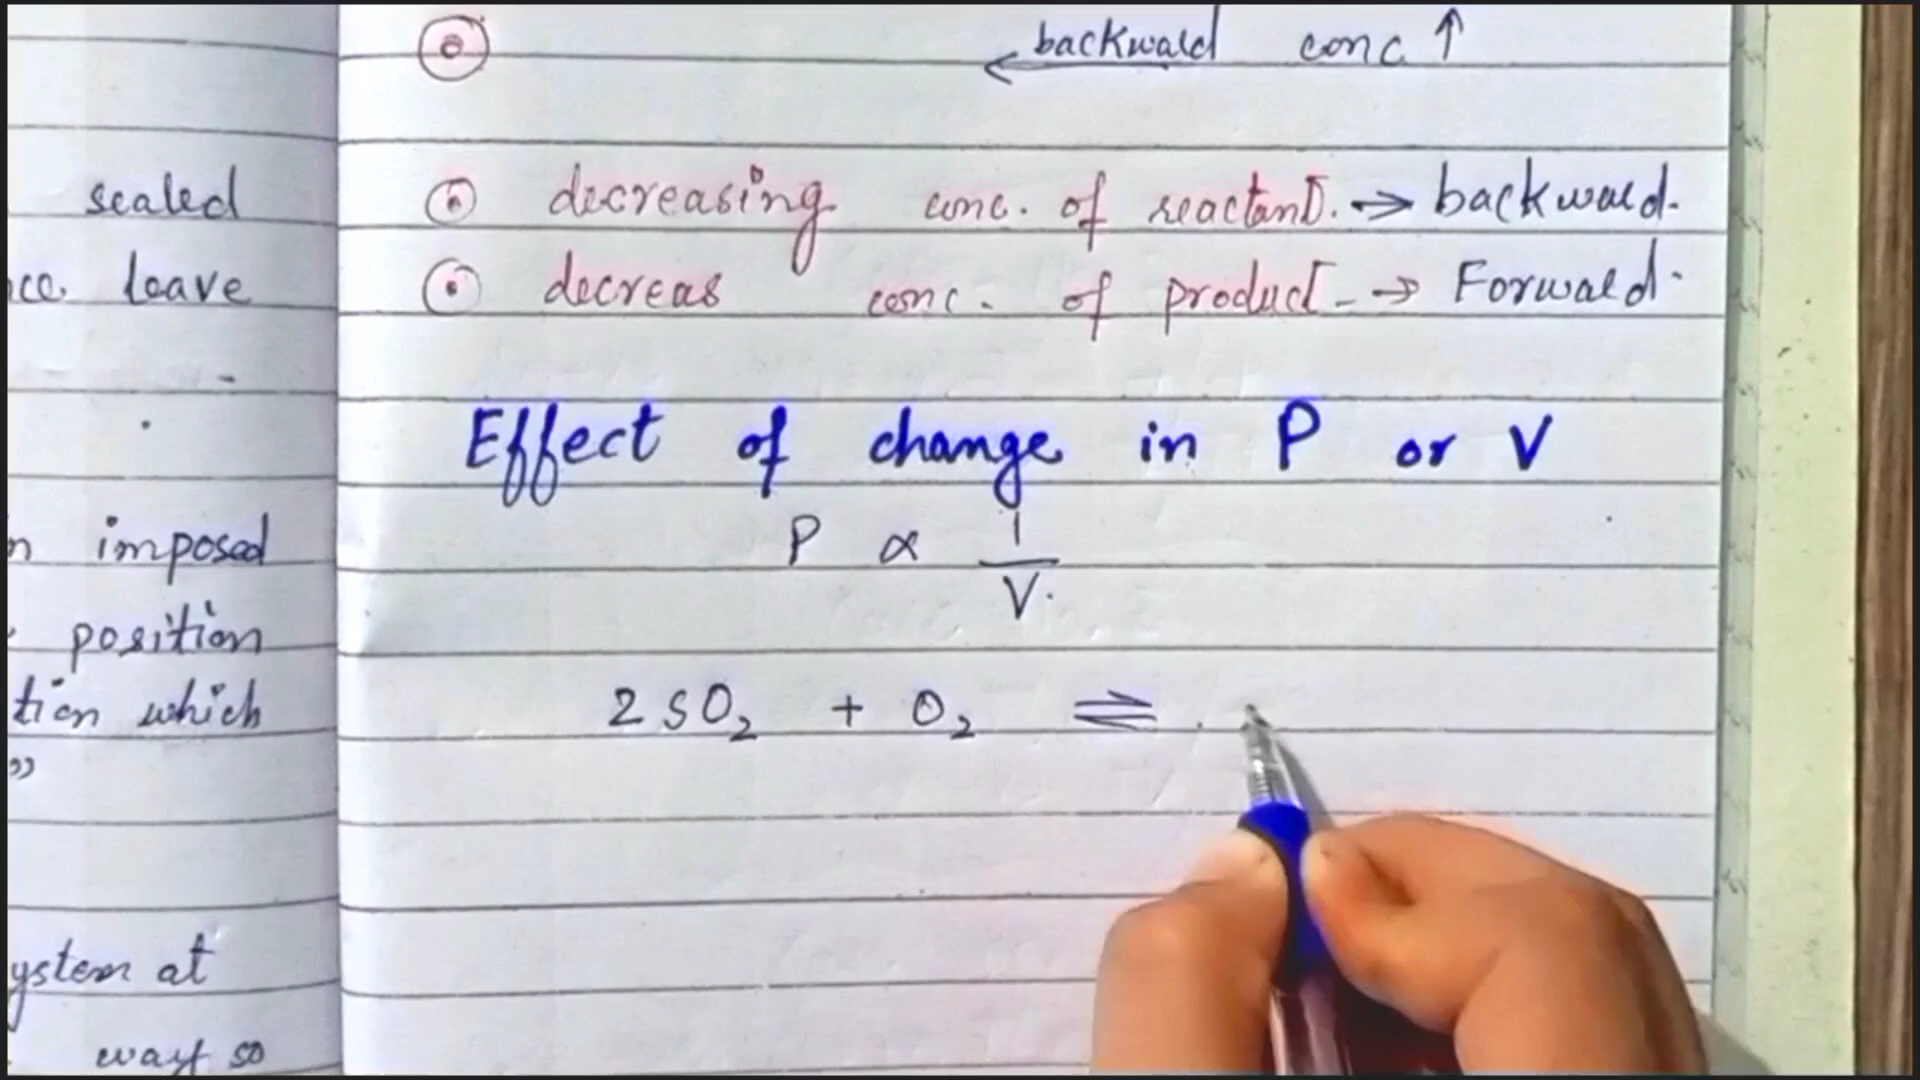 sealed
leave
imposed
position
tion which
”
ystem at
way so
backward conc ↑
decreasing conc. of reactant. → backward.
decreas conc. of product → Forward.
Effect of change in P or V
P ∝ 1/V.
2SO₂ + O₂ ⇌